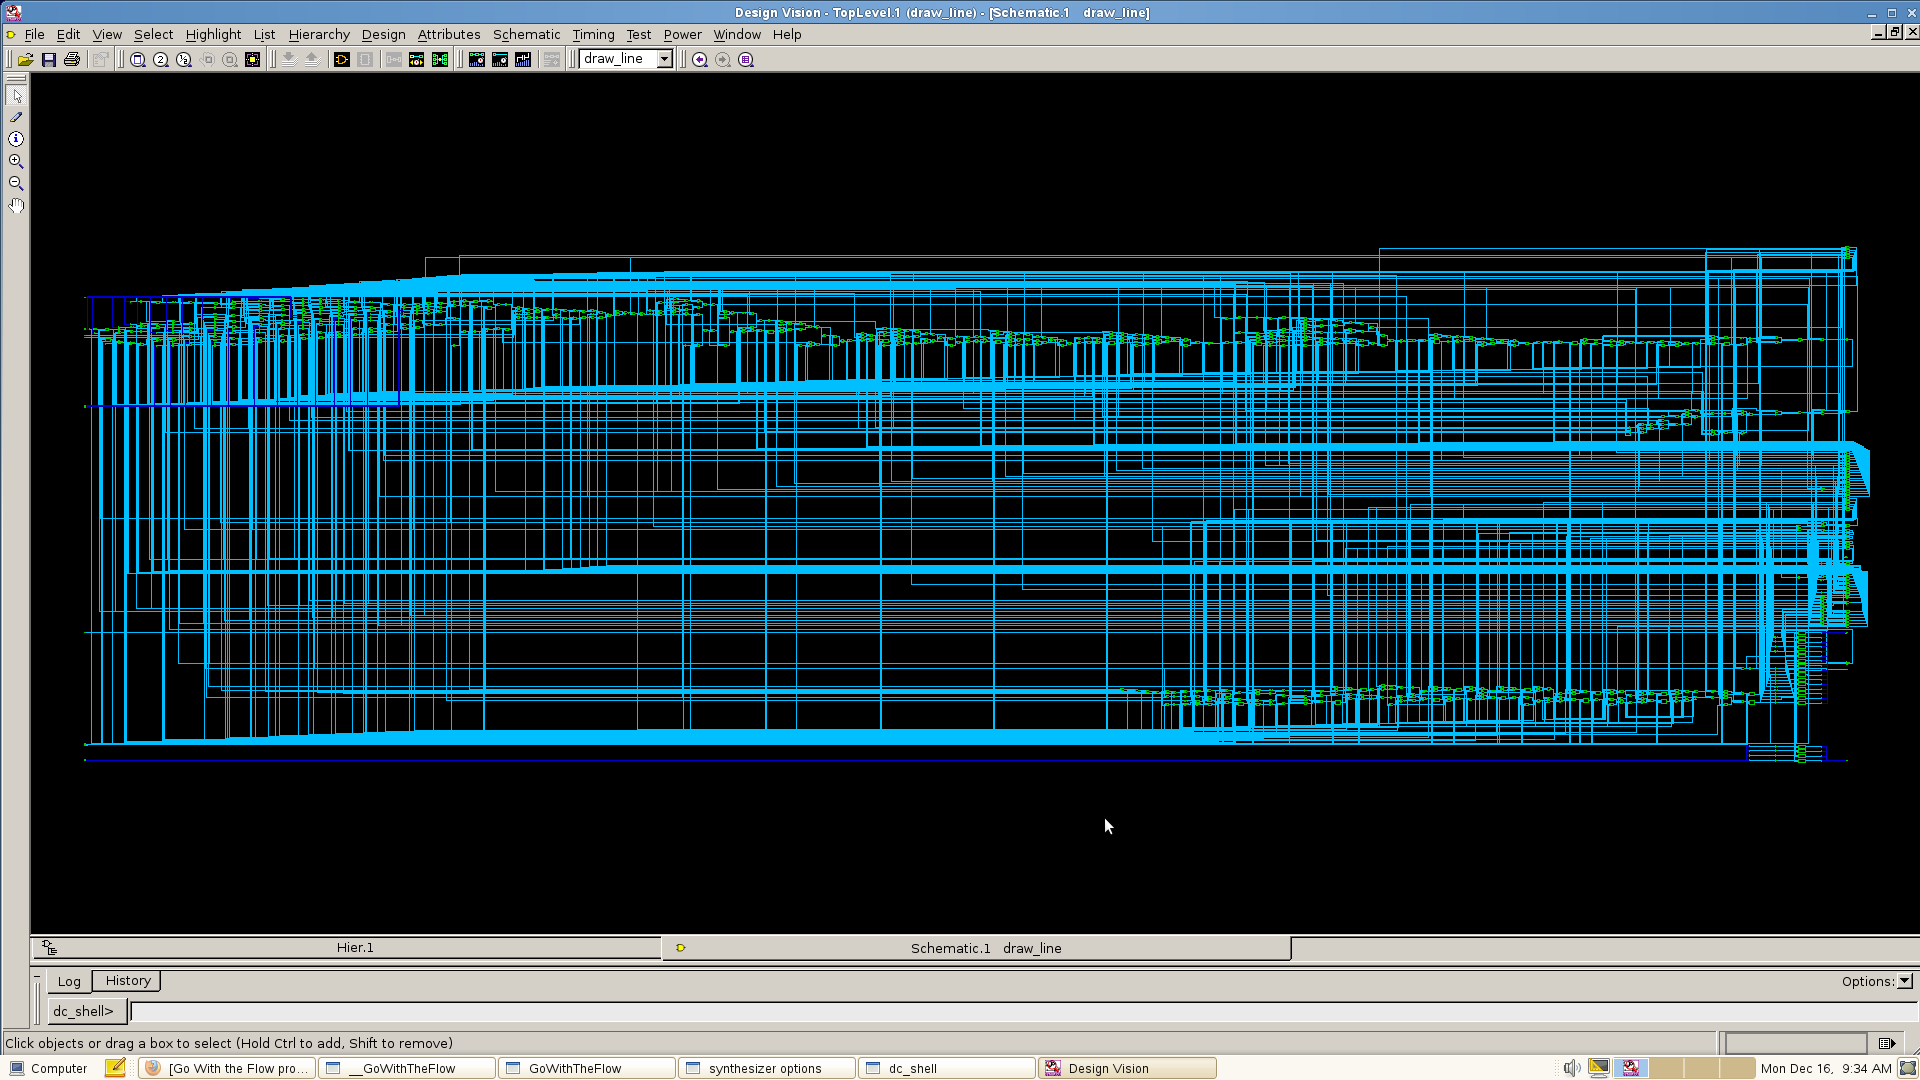 Design Vision - TopLevel.1 (draw_line) - [Schematic.1   draw_line]
File Edit View Select Highlight List Hierarchy Design Attributes Schematic Timing Test Power Window Help
draw_line
Hier.1
Schematic.1   draw_line
Log History
Options:
dc_shell>
Click objects or drag a box to select (Hold Ctrl to add, Shift to remove)
Computer [Go With the Flow pro... __GoWithTheFlow GoWithTheFlow synthesizer options dc_shell Design Vision Mon Dec 16,  9:34 AM